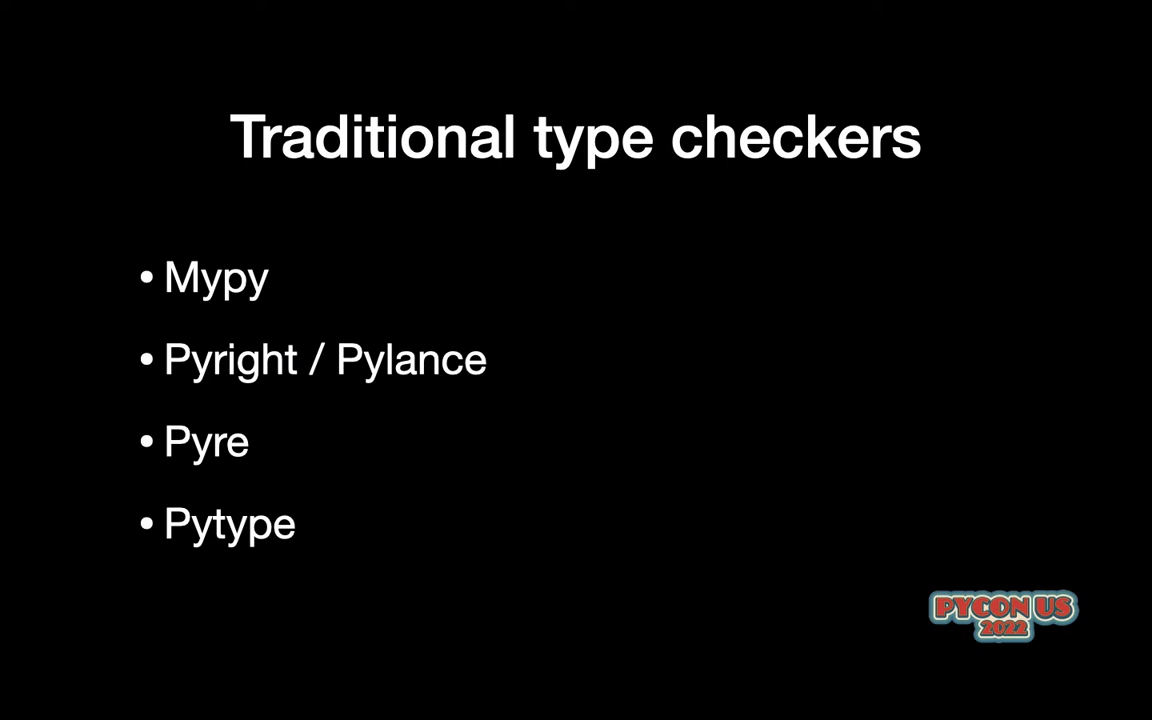 Traditional type checkers
• Mypy
• Pyright / Pylance
• Pyre
• Pytype
PYCON US
2022